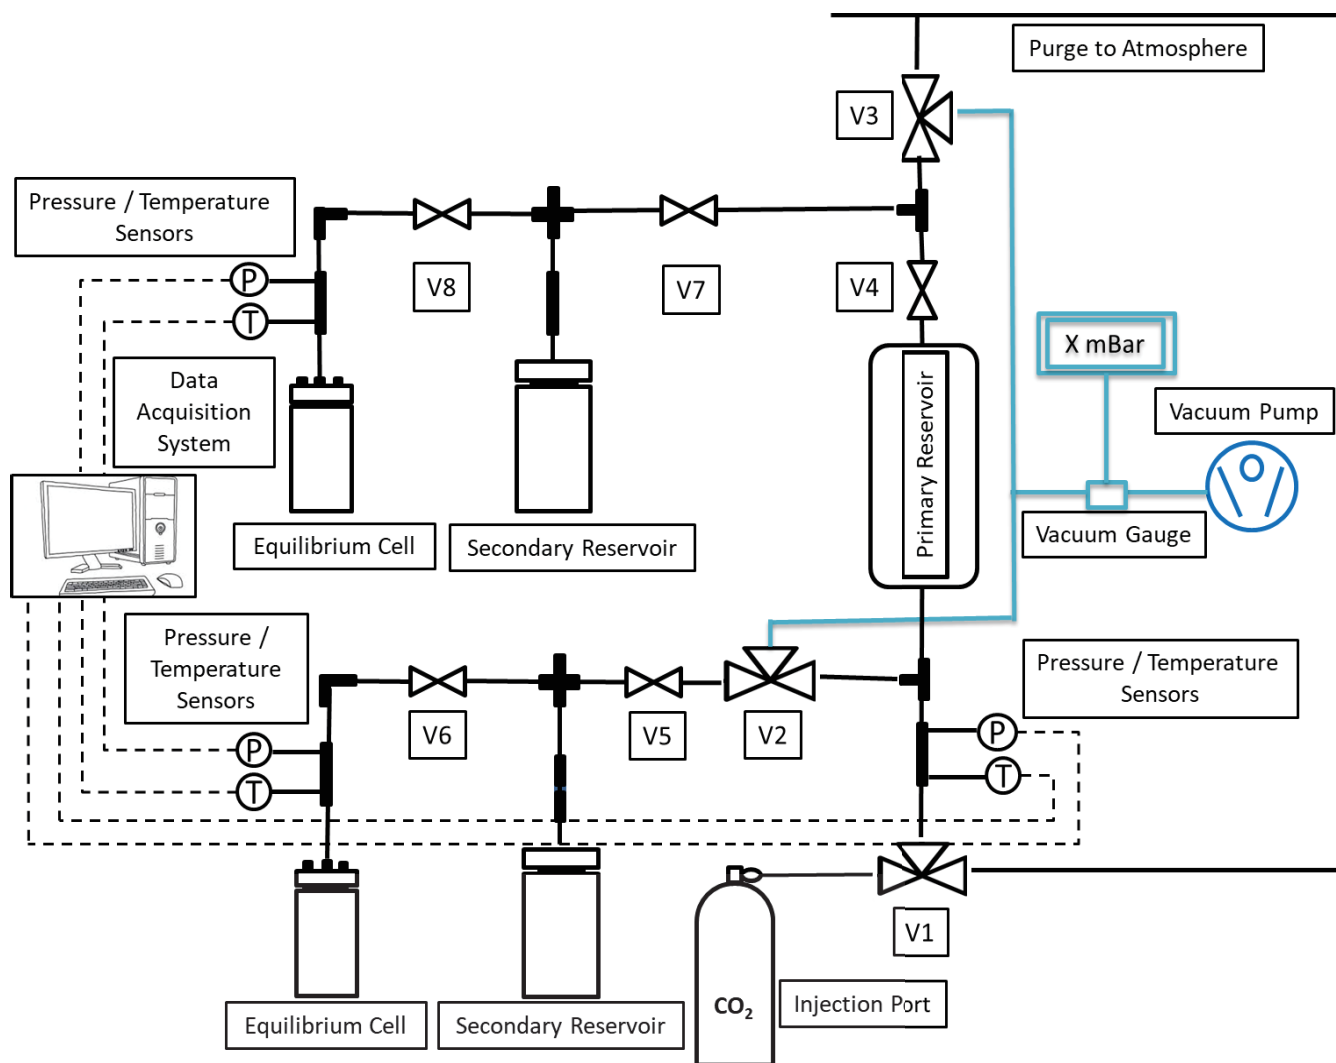 Purge to Atmosphere
V3
Pressure / Temperature
Sensors
P
T
V8
V7
V4
X mBar
Data
Acquisition
System
Primary Reservoir
Vacuum Pump
Vacuum Gauge
Equilibrium Cell
Secondary Reservoir
Pressure /
Temperature
Sensors
P
T
V6
V5
V2
Pressure / Temperature
Sensors
P
T
V1
CO₂
Injection Port
Equilibrium Cell
Secondary Reservoir